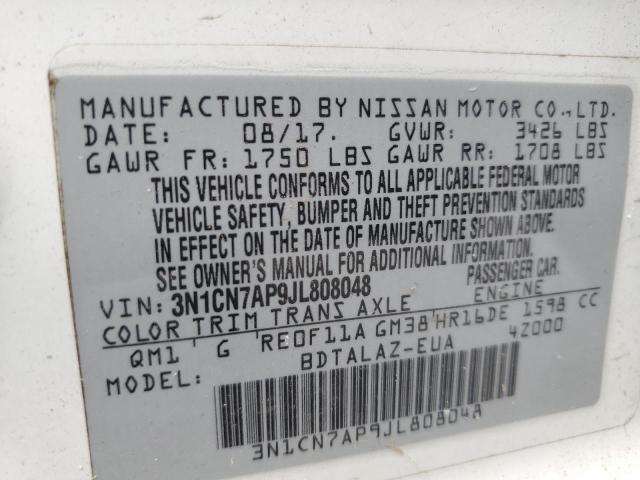 MANUFACTURED BY NISSAN MOTOR CO.,LTD.
DATE: 08/17. GVWR: 3426 LBS
GAWR FR: 1750 LBS GAWR RR: 1708 LBS
THIS VEHICLE CONFORMS TO ALL APPLICABLE FEDERAL MOTOR
VEHICLE SAFETY, BUMPER AND THEFT PREVENTION STANDARDS
IN EFFECT ON THE DATE OF MANUFACTURE SHOWN ABOVE.
SEE OWNER'S MANUAL FOR ADDITIONAL INFORMATION.
VIN: 3N1CN7AP9JL808048 PASSENGER CAR.
COLOR TRIM TRANS AXLE ENGINE
QM1 G RE0F11A GM38 HR16DE 1598 CC
MODEL: BDTALAZ-EUA 4Z000
3N1CN7AP9JL808048